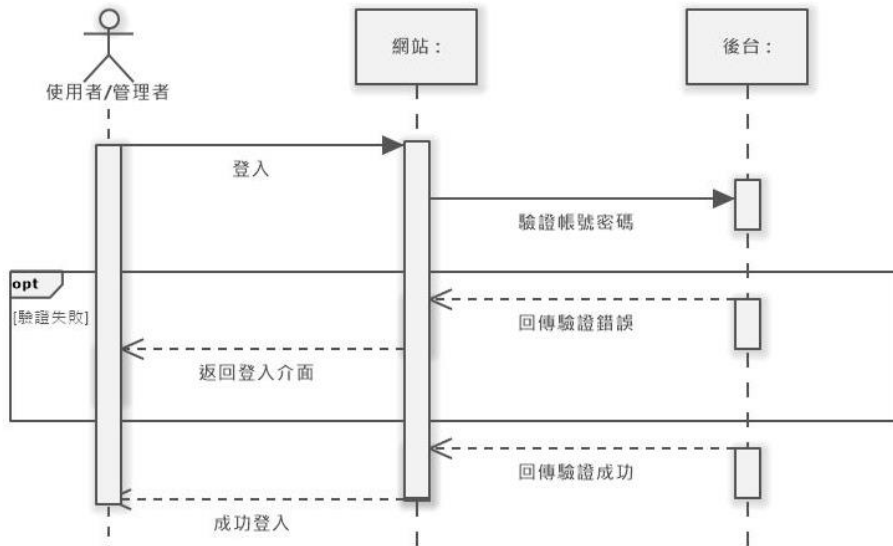 網站 :
後台 :
使用者/管理者
登入
驗證帳號密碼
opt
[驗證失敗]
回傳驗證錯誤
返回登入介面
回傳驗證成功
成功登入